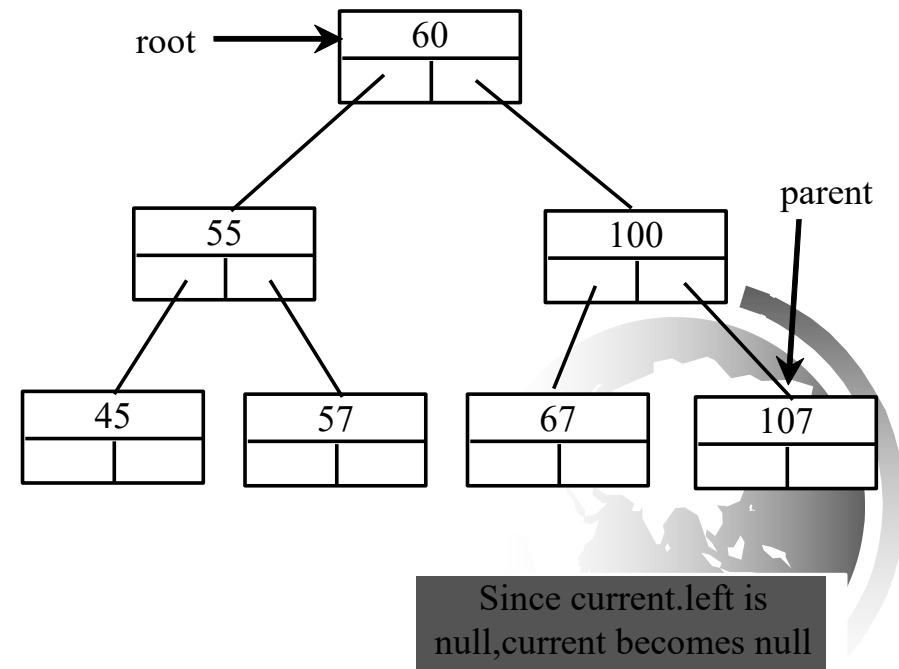 root
60
parent
55
100
45
57
67
107
Since current.left is
null,current becomes null